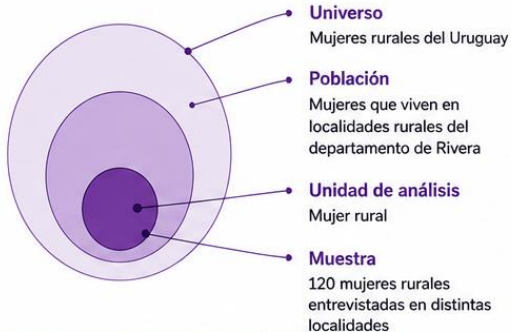 Universo
Mujeres rurales del Uruguay
Población
Mujeres que viven en
localidades rurales del
departamento de Rivera
Unidad de análisis
Mujer rural
Muestra
120 mujeres rurales
entrevistadas en distintas
localidades